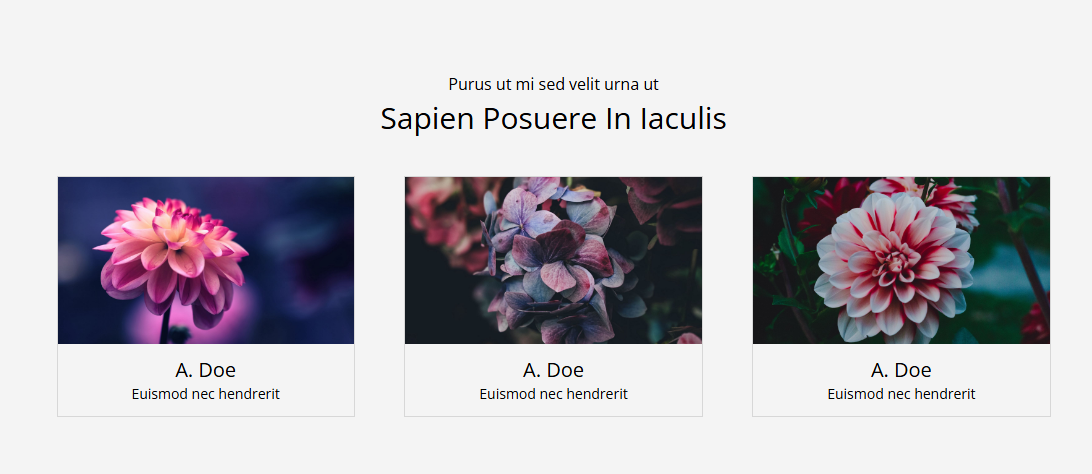 Purus ut mi sed velit urna ut
Sapien Posuere In Iaculis
A. Doe
Euismod nec hendrerit
A. Doe
Euismod nec hendrerit
A. Doe
Euismod nec hendrerit